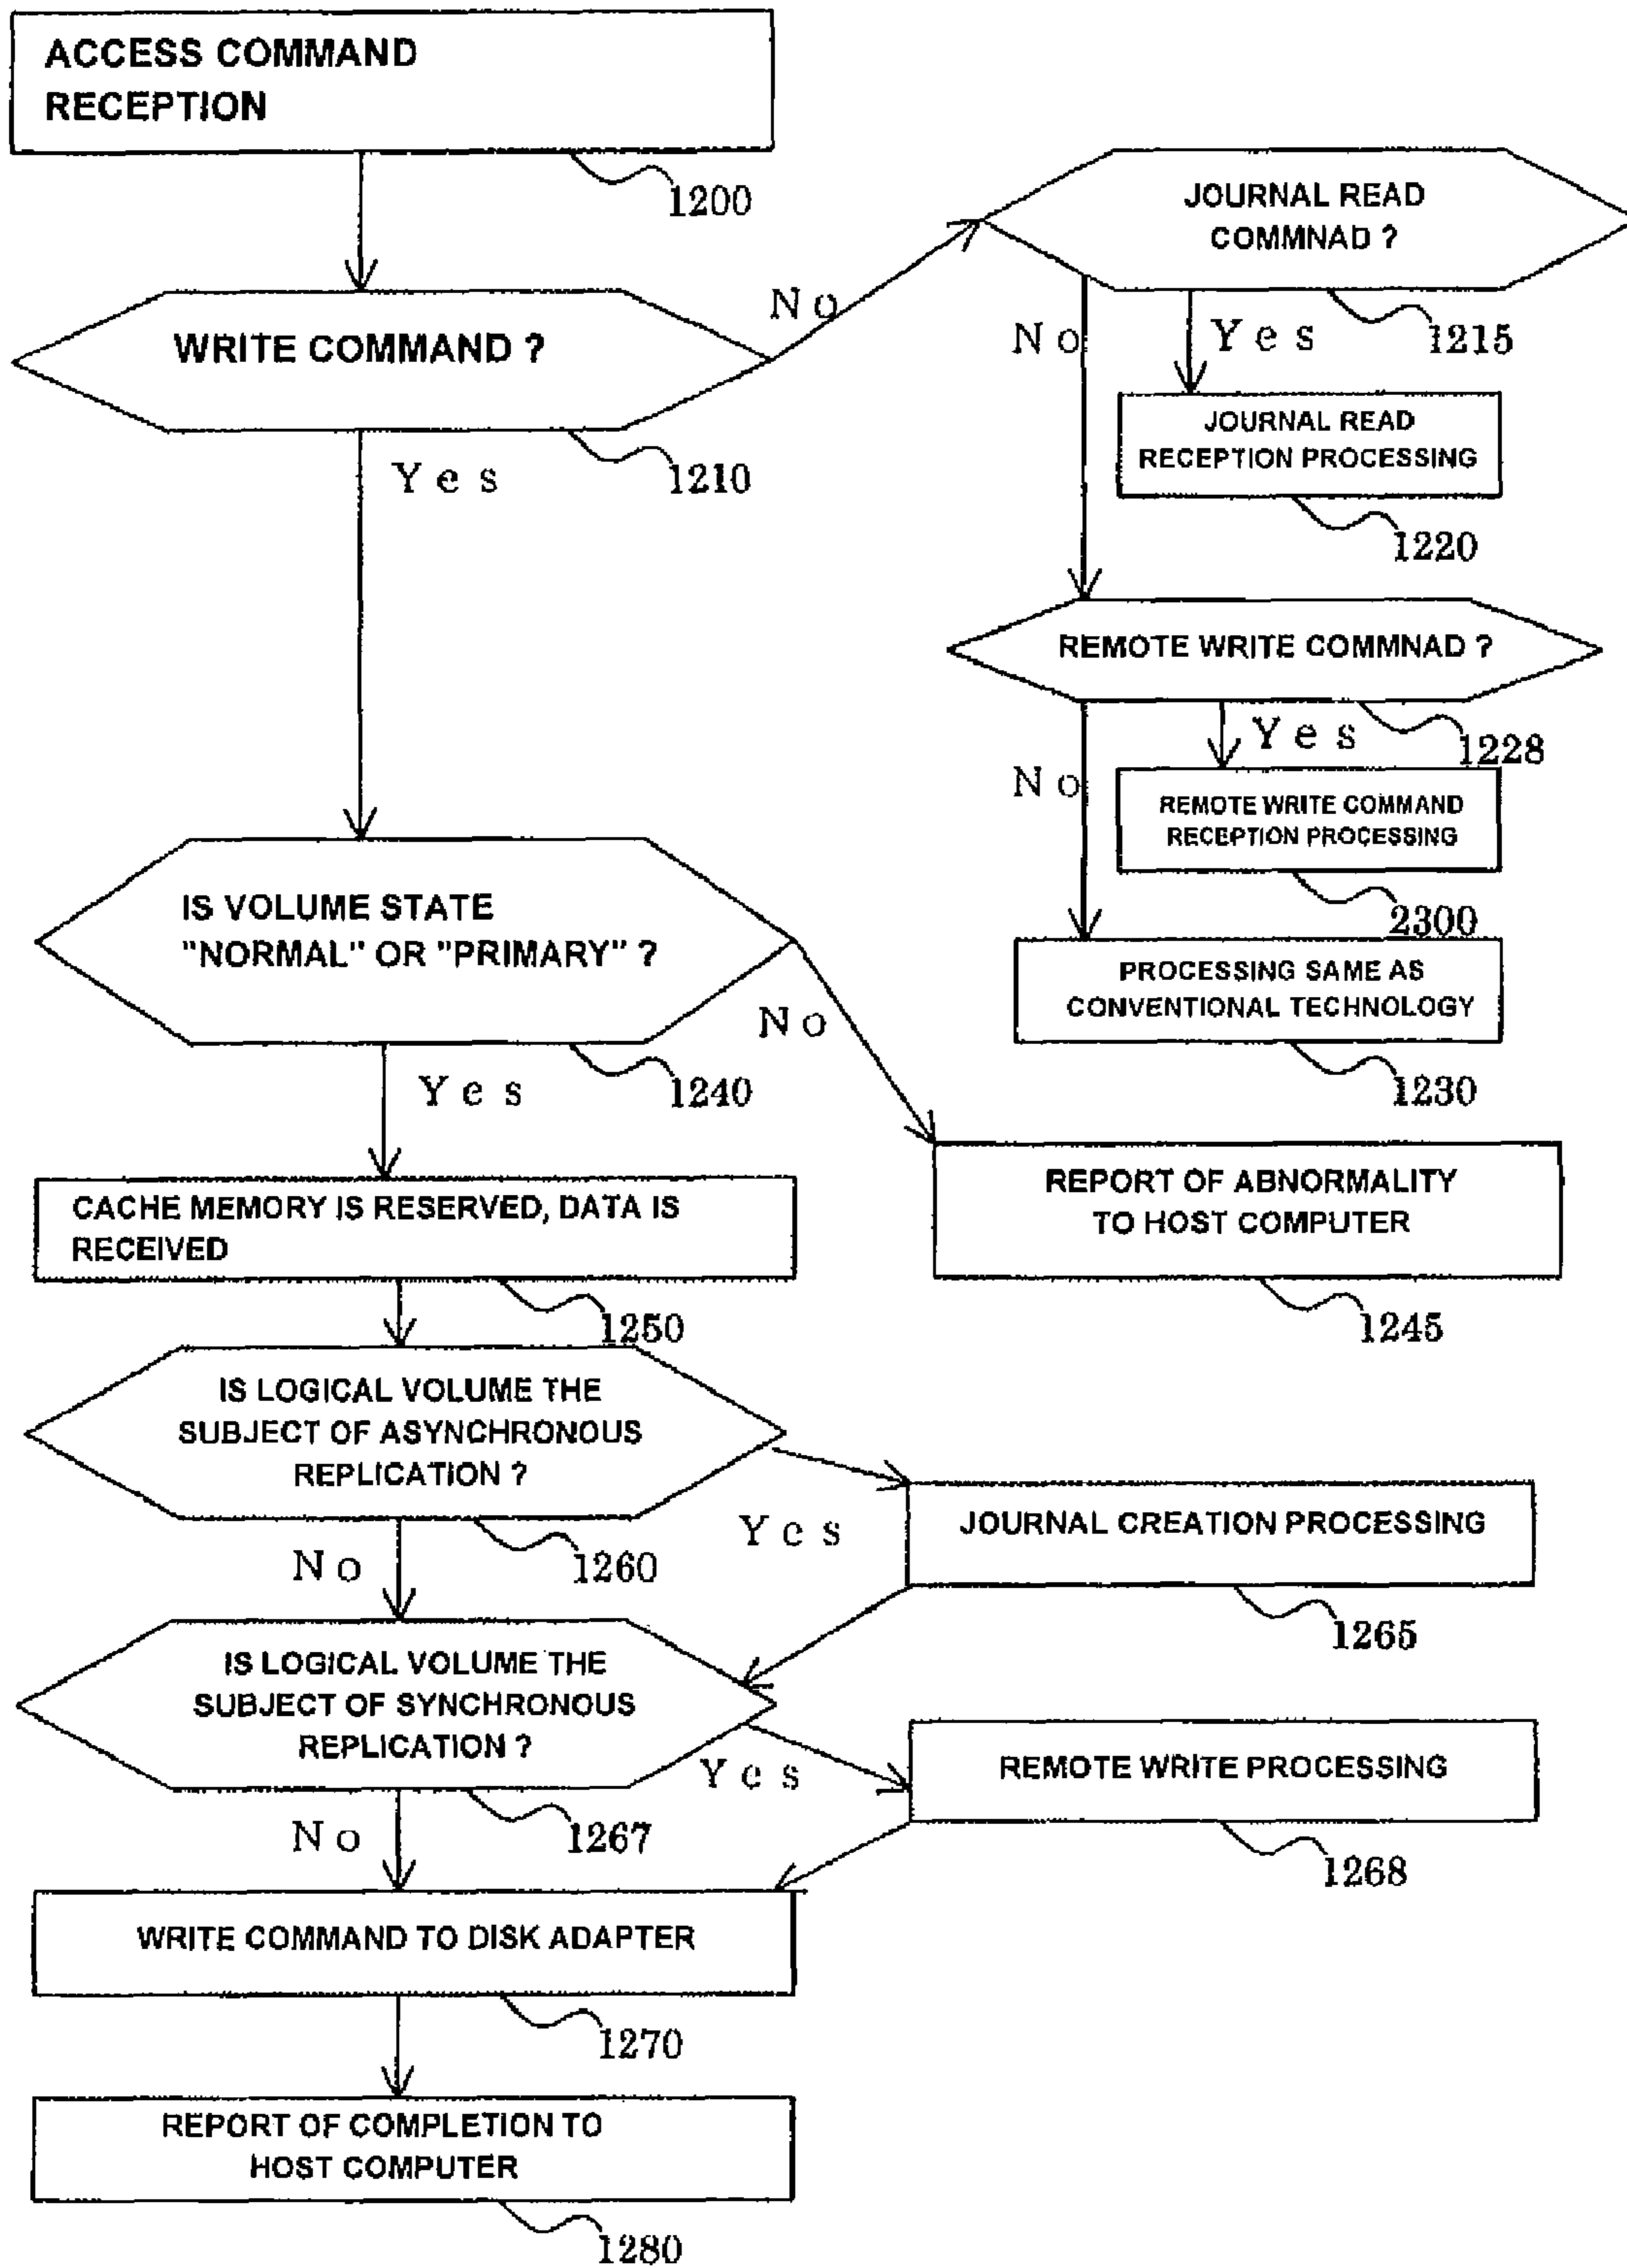 ACCESS COMMAND
RECEPTION
1200
WRITE COMMAND ?
No
1210
Yes
JOURNAL READ
COMMNAD ?
1215
No
Yes
JOURNAL READ
RECEPTION PROCESSING
1220
REMOTE WRITE COMMNAD ?
1228
Yes
No
REMOTE WRITE COMMAND
RECEPTION PROCESSING
2300
PROCESSING SAME AS
CONVENTIONAL TECHNOLOGY
1230
IS VOLUME STATE
"NORMAL" OR "PRIMARY" ?
No
1240
Yes
REPORT OF ABNORMALITY
TO HOST COMPUTER
1245
CACHE MEMORY IS RESERVED, DATA IS
RECEIVED
1250
IS LOGICAL VOLUME THE
SUBJECT OF ASYNCHRONOUS
REPLICATION ?
Yes
1260
No
JOURNAL CREATION PROCESSING
1265
IS LOGICAL VOLUME THE
SUBJECT OF SYNCHRONOUS
REPLICATION ?
Yes
1267
No
REMOTE WRITE PROCESSING
1268
WRITE COMMAND TO DISK ADAPTER
1270
REPORT OF COMPLETION TO
HOST COMPUTER
1280